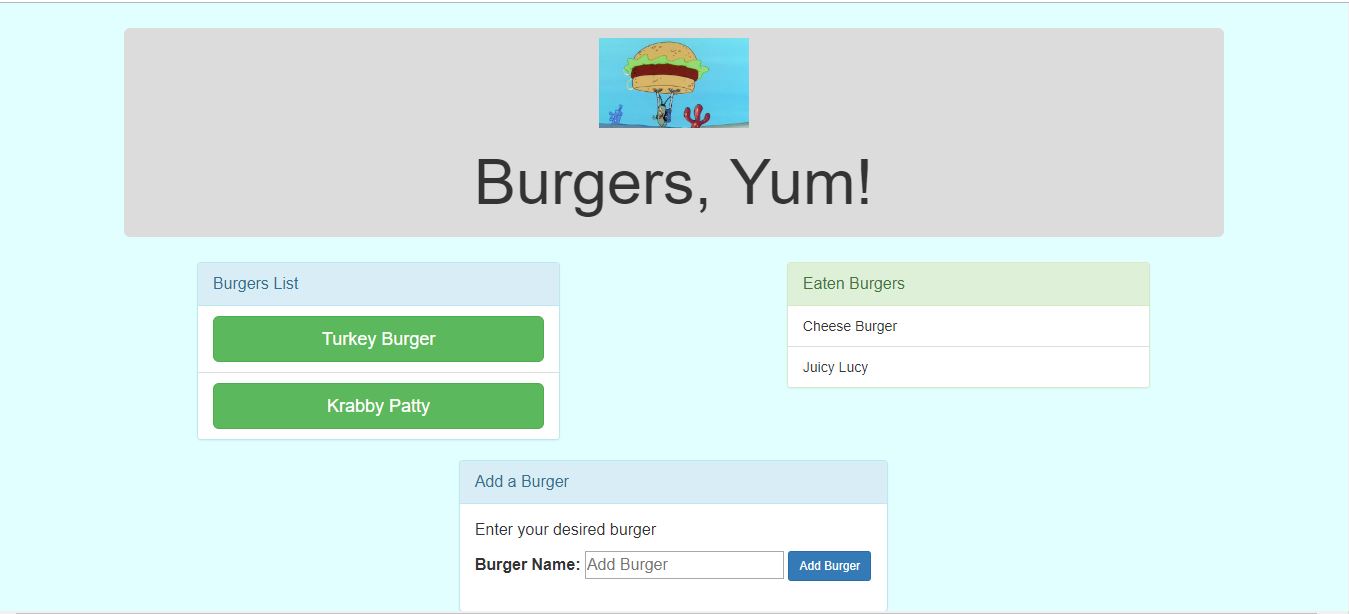 Burgers, Yum!
Burgers List
Turkey Burger
Krabby Patty
Eaten Burgers
Cheese Burger
Juicy Lucy
Add a Burger
Enter your desired burger
Burger Name: Add Burger Add Burger